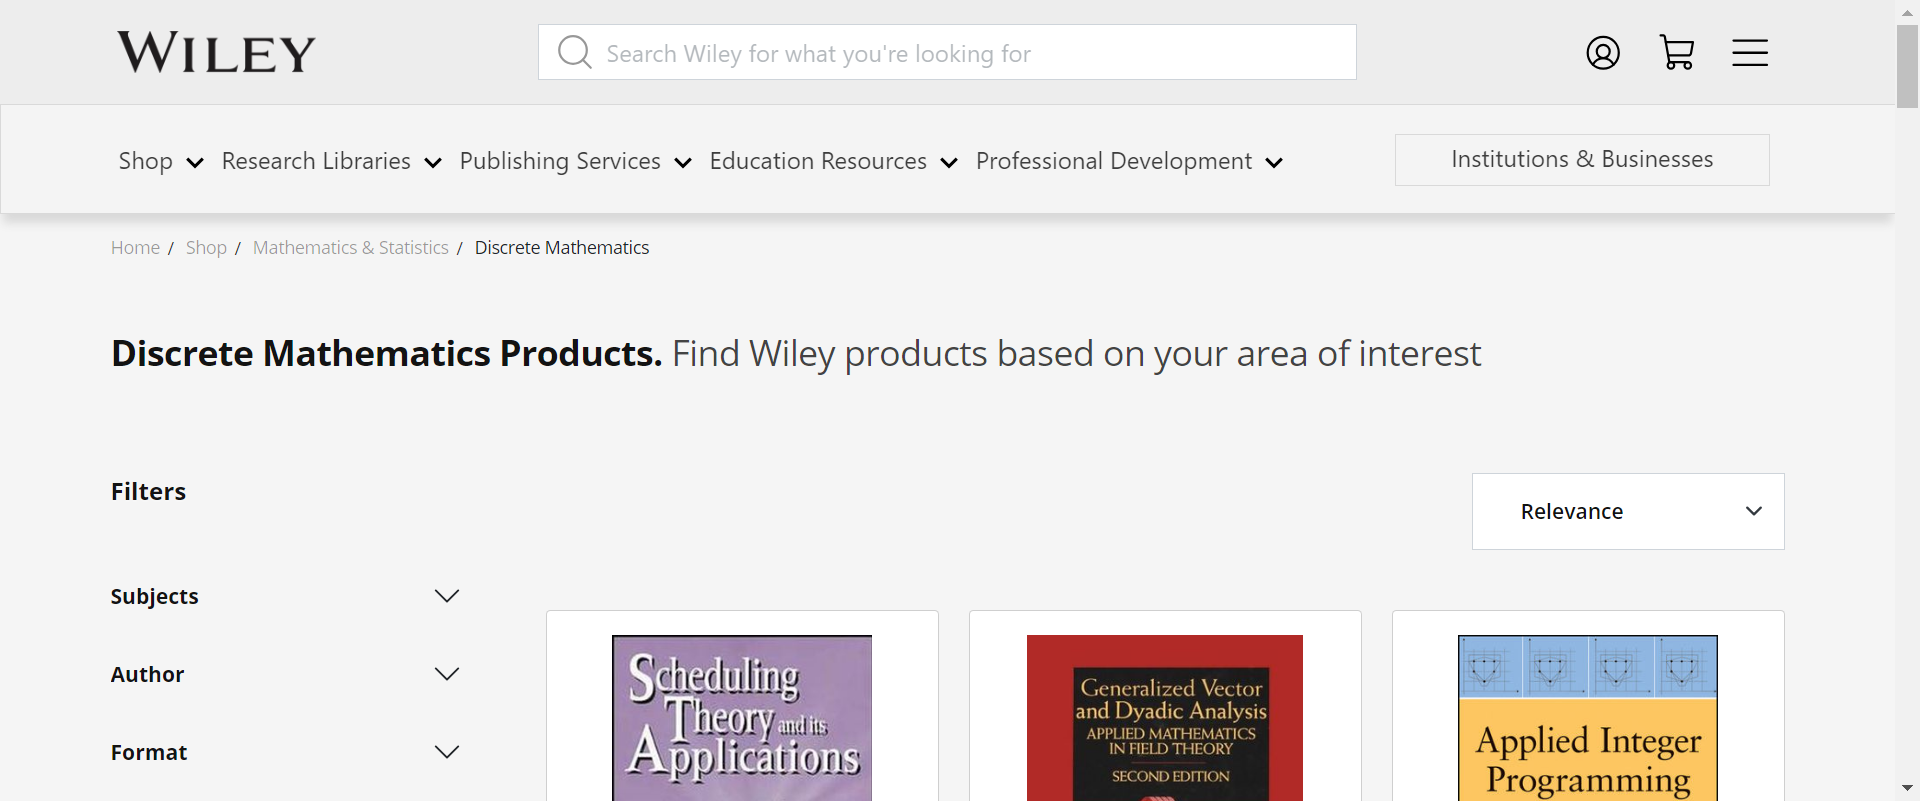 WILEY
Search Wiley for what you're looking for
Shop Research Libraries Publishing Services Education Resources Professional Development Institutions & Businesses
Home / Shop / Mathematics & Statistics / Discrete Mathematics
Discrete Mathematics Products. Find Wiley products based on your area of interest
Filters
Relevance
Subjects
Author
Format
Scheduling
Theory and its
Applications
Generalized Vector
and Dyadic Analysis
APPLIED MATHEMATICS
IN FIELD THEORY
SECOND EDITION
Applied Integer
Programming